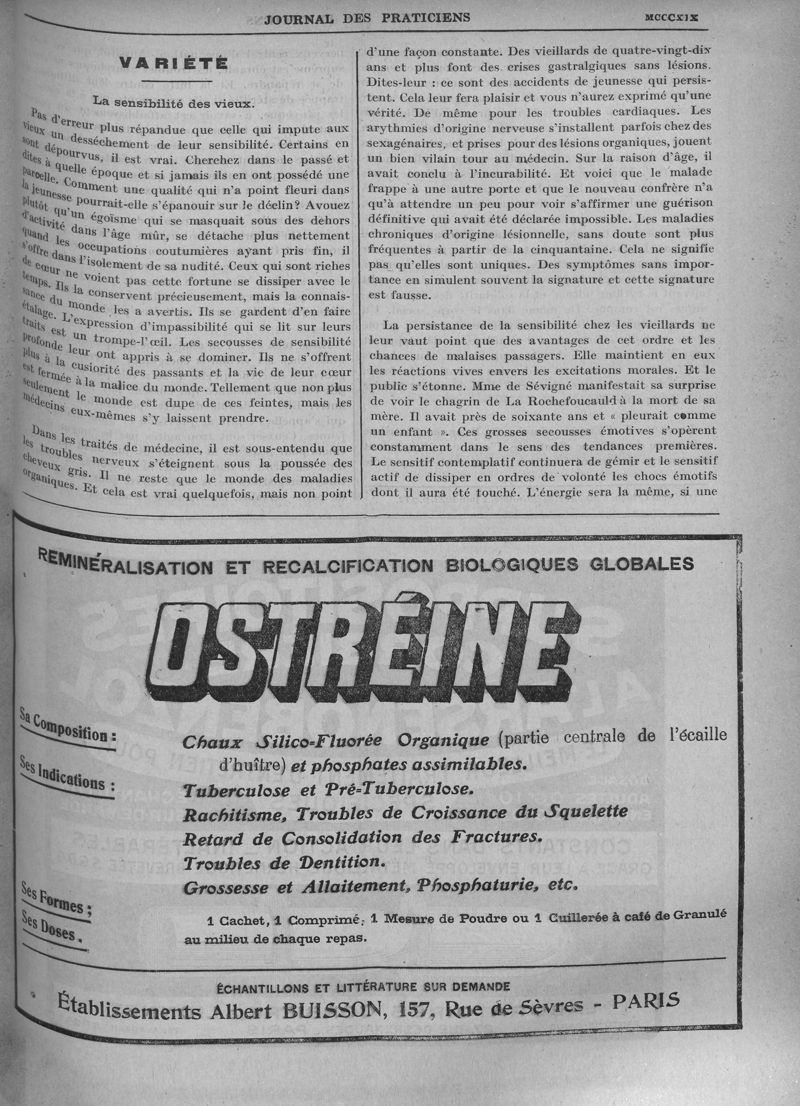 JOURNAL DES PRATICIENS
MCCCXIX
VARIÉTÉ
La sensibilité des vieux.
Pas d'erreur plus répandue que celle qui impute aux
vieux un dessèchement de leur sensibilité. Certains en
sont dépourvus, il est vrai. Cherchez dans le passé et
dites à quelle époque et si jamais ils en ont possédé une
parcelle. Comment une qualité qui n'a point fleuri dans
la jeunesse pourrait-elle s'épanouir sur le déclin? Avouez
plutôt qu'un égoïsme qui se masquait sous des dehors
d'activité dans l'âge mûr, se détache plus nettement
quand les occupations coutumières ayant pris fin, il
s'offre dans l'isolement de sa nudité. Ceux qui sont riches
de cœur ne voient pas cette fortune se dissiper avec le
temps. Ils la conservent précieusement, mais la connais-
sance du monde les a avertis. Ils se gardent d'en faire
étalage. L'expression d'impassibilité qui se lit sur leurs
traits est un trompe-l'œil. Les secousses de sensibilité
profonde leur ont appris à se dominer. Ils ne s'offrent
plus à la cusiorité des passants et la vie de leur cœur
est fermée à la malice du monde. Tellement que non plus
seulement le monde est dupe de ces feintes, mais les
médecins eux-mêmes s'y laissent prendre.
Dans les traités de médecine, il est sous-entendu que
les troubles nerveux s'éteignent sous la poussée des
cheveux gris. Il ne reste que le monde des maladies
organiques. Et cela est vrai quelquefois, mais non point
d'une façon constante. Des vieillards de quatre-vingt-dix
ans et plus font des crises gastralgiques sans lésions.
Dites-leur : ce sont des accidents de jeunesse qui persis-
tent. Cela leur fera plaisir et vous n'aurez exprimé qu'une
vérité. De même pour les troubles cardiaques. Les
arythmies d'origine nerveuse s'installent parfois chez des
sexagénaires, et prises pour des lésions organiques, jouent
un bien vilain tour au médecin. Sur la raison d'âge, il
avait conclu à l'incurabilité. Et voici que le malade
frappe à une autre porte et que le nouveau confrère n'a
qu'à attendre un peu pour voir s'affirmer une guérison
définitive qui avait été déclarée impossible. Les maladies
chroniques d'origine lésionnelle, sans doute sont plus
fréquentes à partir de la cinquantaine. Cela ne signifie
pas qu'elles sont uniques. Des symptômes sans impor-
tance en simulent souvent la signature et cette signature
est fausse.
La persistance de la sensibilité chez les vieillards ne
leur vaut point que des avantages de cet ordre et les
chances de malaises passagers. Elle maintient en eux
les réactions vives envers les excitations morales. Et le
public s'étonne. Mme de Sévigné manifestait sa surprise
de voir le chagrin de La Rochefoucauld à la mort de sa
mère. Il avait près de soixante ans et « pleurait comme
un enfant ». Ces grosses secousses émotives s'opèrent
constamment dans le sens des tendances premières.
Le sensitif contemplatif continuera de gémir et le sensitif
actif de dissiper en ordres de volonté les chocs émotifs
dont il aura été touché. L'énergie sera la même, si une
REMINÉRALISATION ET RECALCIFICATION BIOLOGIQUES GLOBALES
OSTRÉINE
Sa Composition :
Chaux Silico-Fluorée Organique (partie centrale de l'écaille
d'huître) et phosphates assimilables.
Ses Indications :
Tuberculose et Pré-Tuberculose.
Rachitisme, Troubles de Croissance du Squelette
Retard de Consolidation des Fractures.
Troubles de Dentition.
Grossesse et Allaitement, Phosphaturie, etc.
Ses Formes ;
Ses Doses.
1 Cachet, 1 Comprimé, 1 Mesure de Poudre ou 1 Cuillerée à café de Granulé
au milieu de chaque repas.
ÉCHANTILLONS ET LITTÉRATURE SUR DEMANDE
Établissements Albert BUISSON, 157, Rue de Sèvres - PARIS